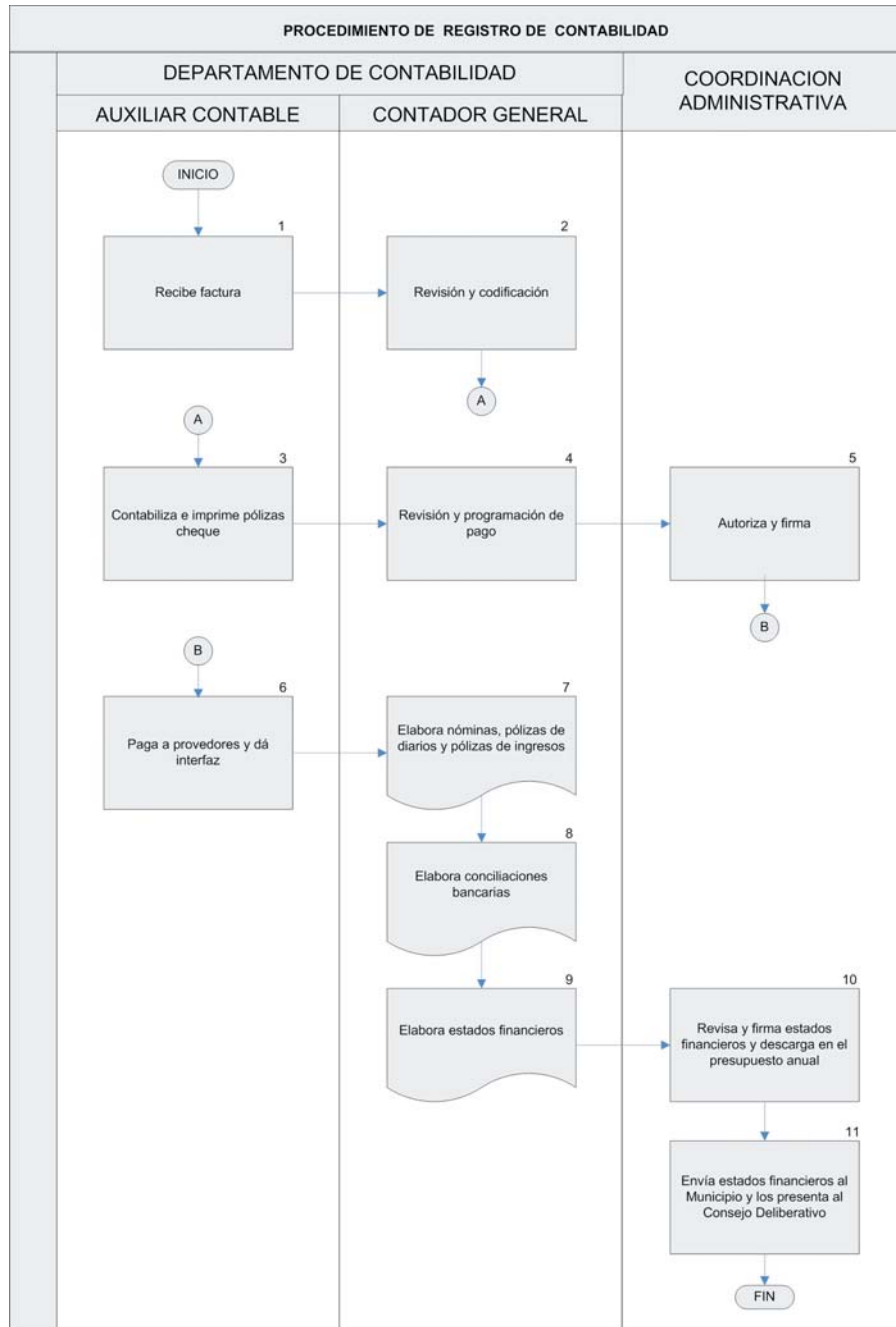 PROCEDIMIENTO DE REGISTRO DE CONTABILIDAD
DEPARTAMENTO DE CONTABILIDAD
COORDINACION
ADMINISTRATIVA
AUXILIAR CONTABLE
CONTADOR GENERAL
INICIO
1
Recibe factura
2
Revisión y codificación
A
A
3
Contabiliza e imprime pólizas
cheque
4
Revisión y programación de
pago
5
Autoriza y firma
B
B
6
Paga a provedores y dá
interfaz
7
Elabora nóminas, pólizas de
diarios y pólizas de ingresos
8
Elabora conciliaciones
bancarias
9
Elabora estados financieros
10
Revisa y firma estados
financieros y descarga en el
presupuesto anual
11
Envía estados financieros al
Municipio y los presenta al
Consejo Deliberativo
FIN